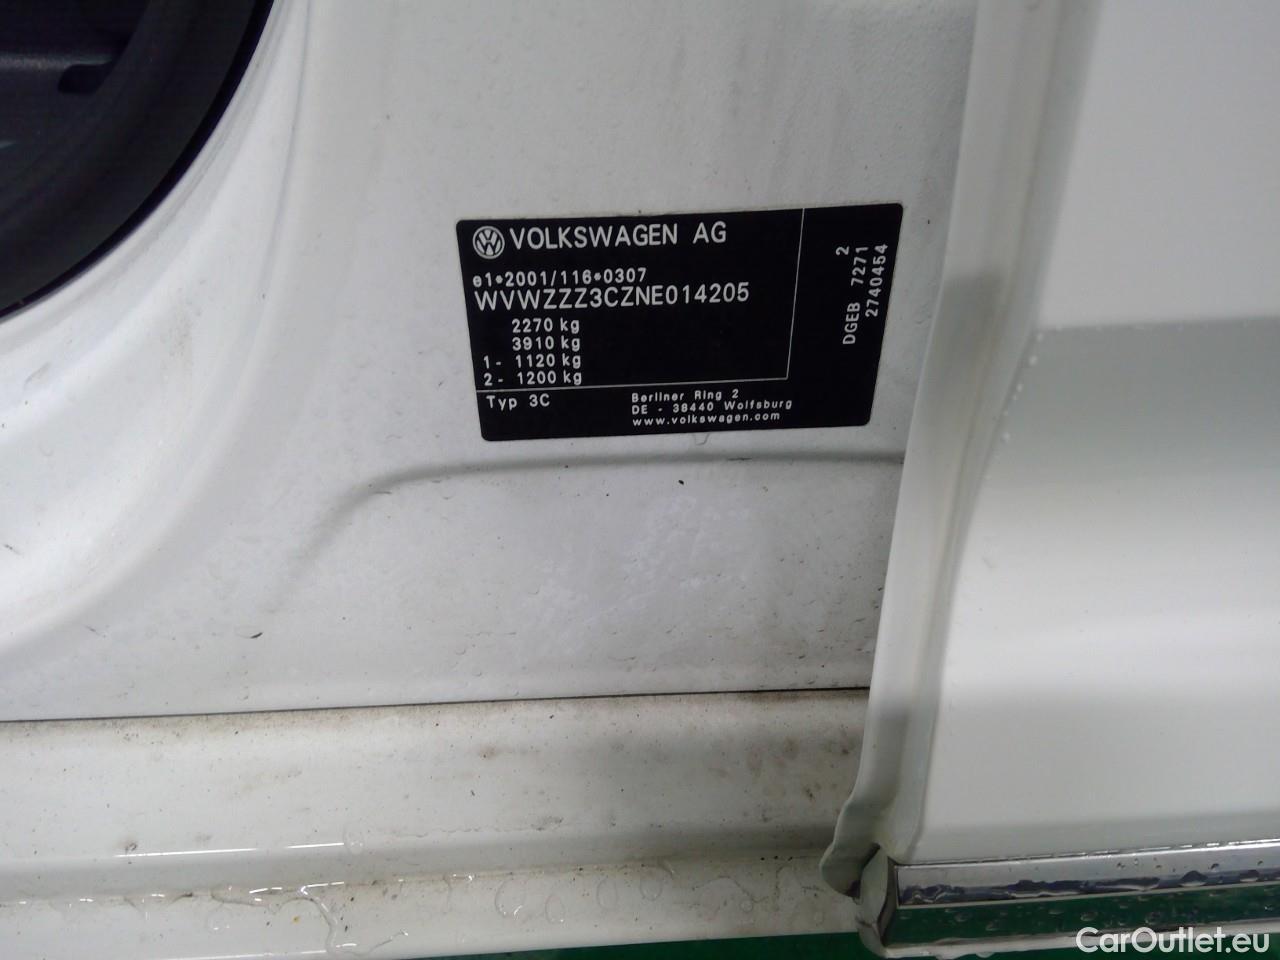 VOLKSWAGEN AG
e1*2001/116*0307
WVWZZZ3CZNE014205
2270 kg
3910 kg
1 - 1120 kg
2 - 1200 kg
Typ 3C
Berliner Ring 2
DE - 38440 Wolfsburg
www.volkswagen.com
2
DGEB 7271
2740454
CarOutlet.eu